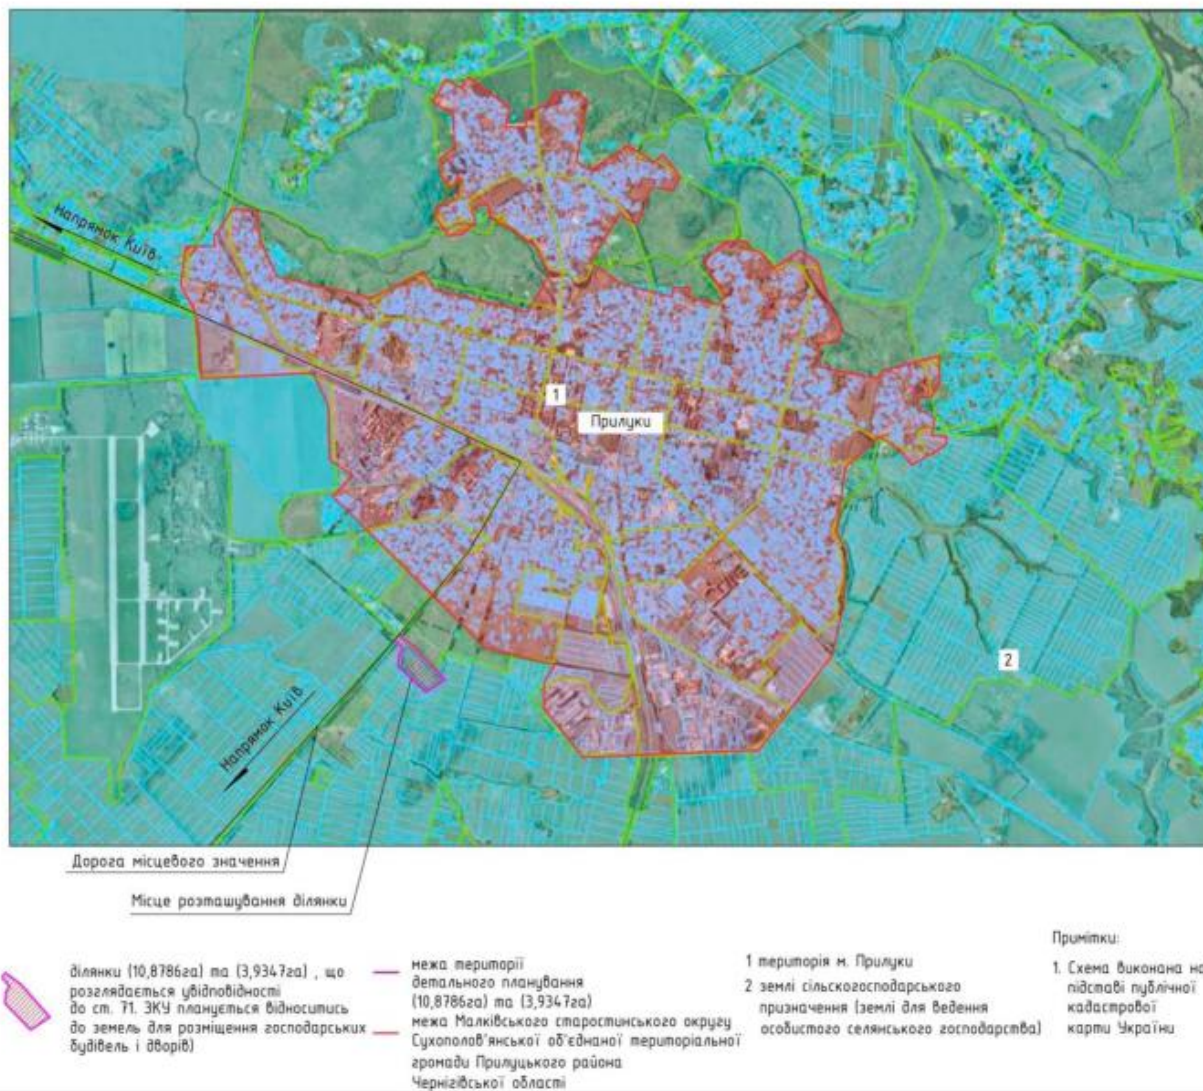 Напрямок Київ
1
Прилуки
2
Напрямок Київ
Дорога місцевого значення
Місце розташування ділянки
ділянки (10,8786га) та (3,9347га) , що
розглядається увідповідності
до ст. 71. ЗКУ планується відноситись
до земель для розміщення господарських
будівель і дворів)
межа території
детального планування
(10,8786га) та (3,9347га)
межа Малківського старостинського округу
Сухополов'янської об'єднаної територіальної
громади Прилуцького района
Чернігівської області
1 територія м. Прилуки
2 землі сільскогосподарського
призначення (землі для ведення
особистого селянського господарства)
Примітки:
1. Схема виконана на
підставі публічної
кадастрової
карти України